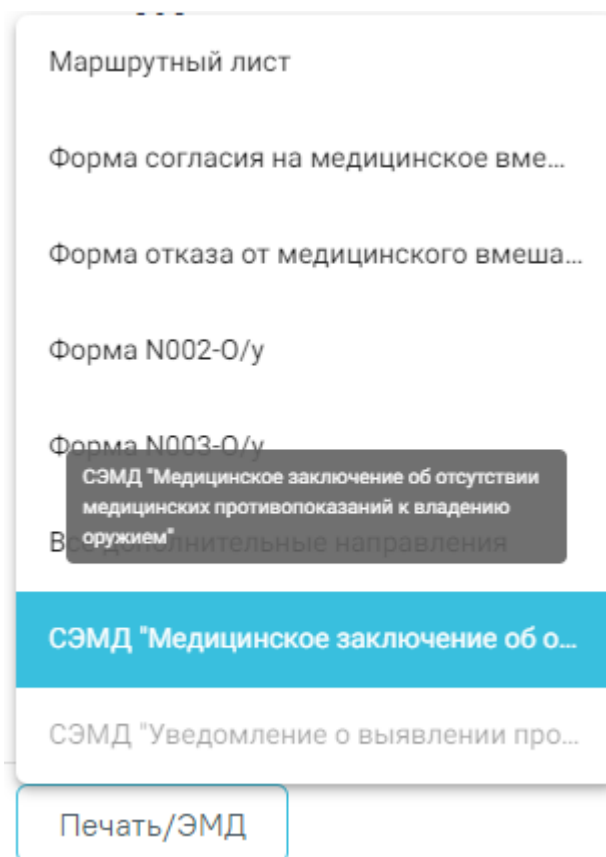 Маршрутный лист
Форма согласия на медицинское вме...
Форма отказа от медицинского вмеша...
Форма N002-О/у
Форма N003-О/у
СЭМД "Медицинское заключение об отсутствии
медицинских противопоказаний к владению
оружием"
Все дополнительные направления
СЭМД "Медицинское заключение об о...
СЭМД "Уведомление о выявлении про...
Печать/ЭМД